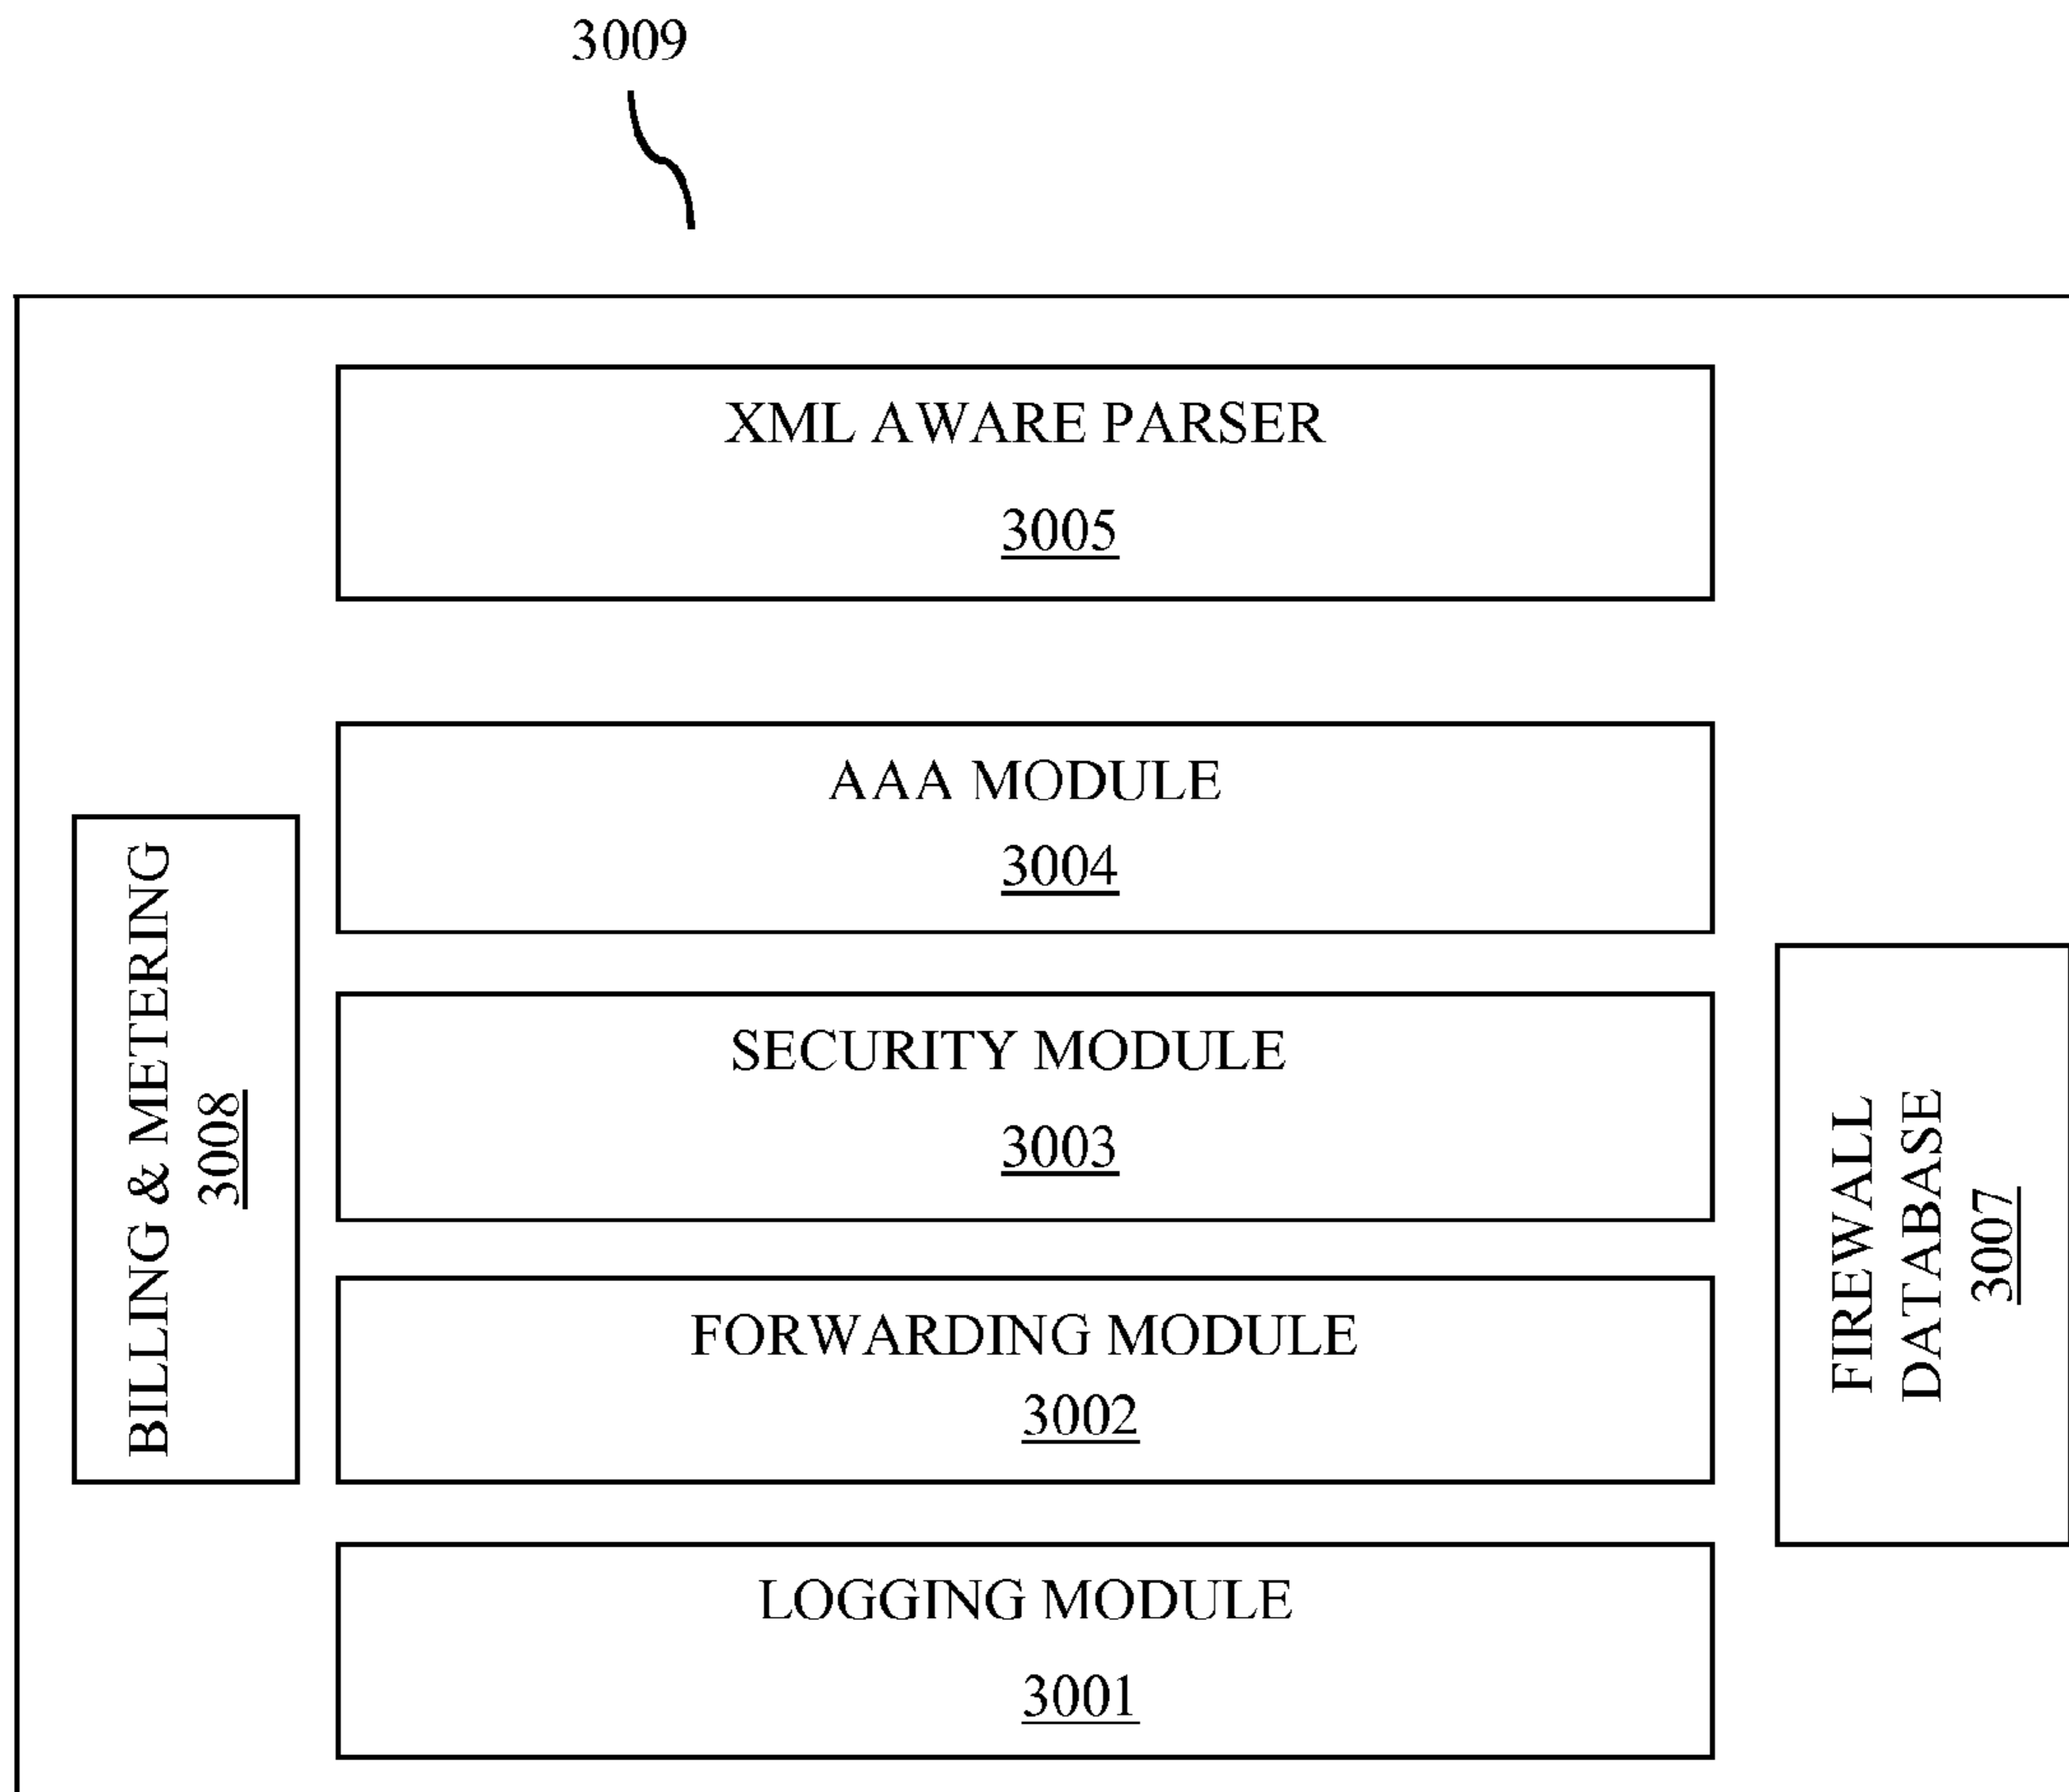 3009
XML AWARE PARSER
3005
AAA MODULE
3004
BILLING & METERING
3008
SECURITY MODULE
3003
FIREWALL
DATABASE
3007
FORWARDING MODULE
3002
LOGGING MODULE
3001